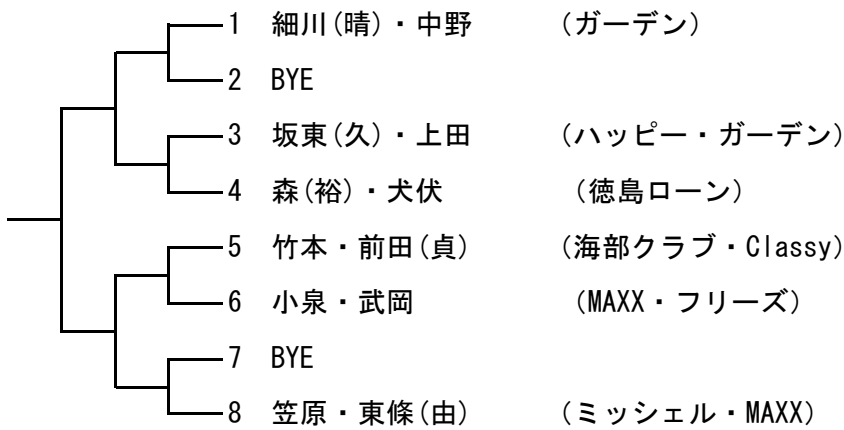 1 細川(晴)・中野 (ガーデン)
2 BYE
3 坂東(久)・上田 (ハッピー・ガーデン)
4 森(裕)・犬伏 (徳島ローン)
5 竹本・前田(貞) (海部クラブ・Classy)
6 小泉・武岡 (MAXX・フリーズ)
7 BYE
8 笠原・東條(由) (ミッシェル・MAXX)